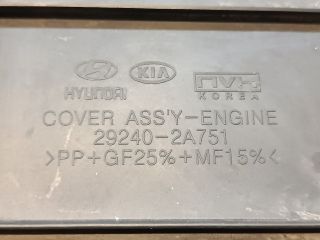 HYUNDAI KIA NVH KOREA
COVER ASS'Y-ENGINE
29240-2A751
>PP+GF25%+MF15%<